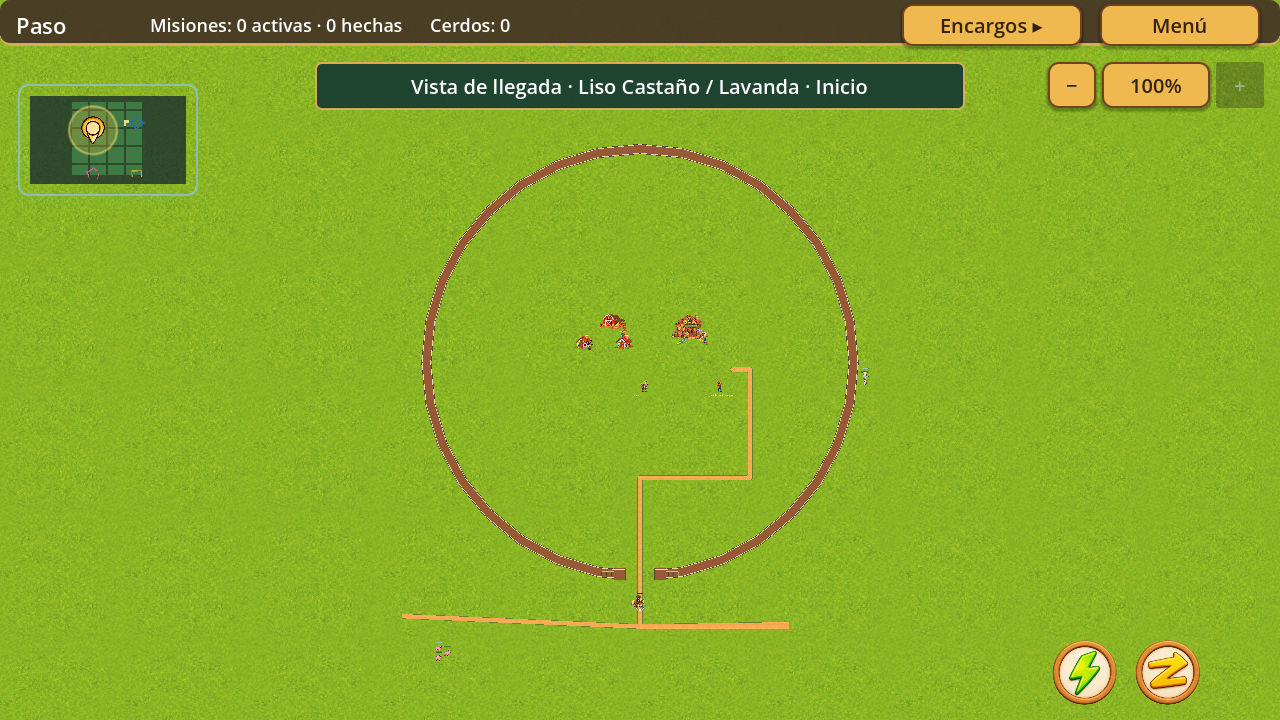 Paso
Misiones: 0 activas · 0 hechas
Cerdos: 0
Encargos ▸
Menú
Vista de llegada · Liso Castaño / Lavanda · Inicio
−
100%
+